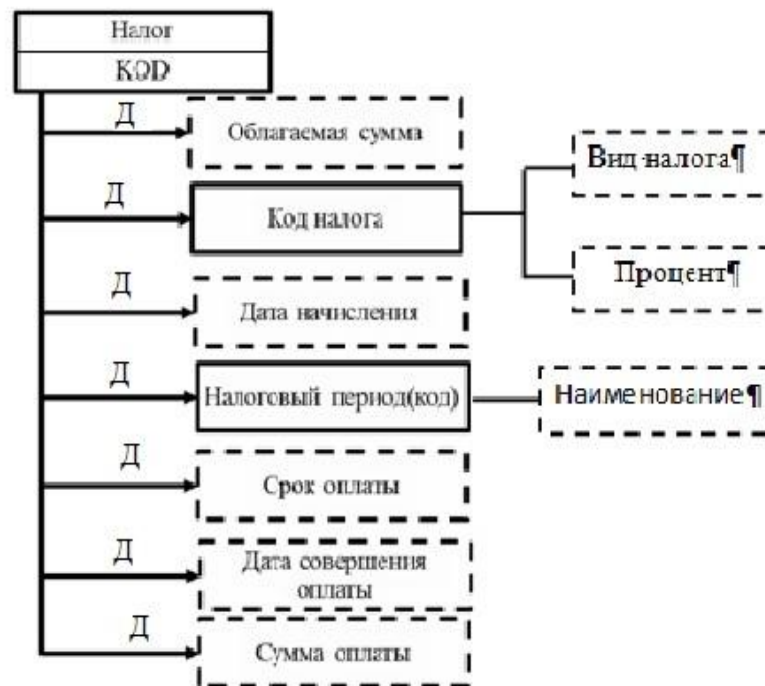 Налог
КОД
Д
Облагаемая сумма
Вид налога¶
Д
Код налога
Процент¶
Д
Дата начисления
Д
Налоговый период(код)
Наименование¶
Д
Срок оплаты
Д
Дата совершения
оплаты
Д
Сумма оплаты